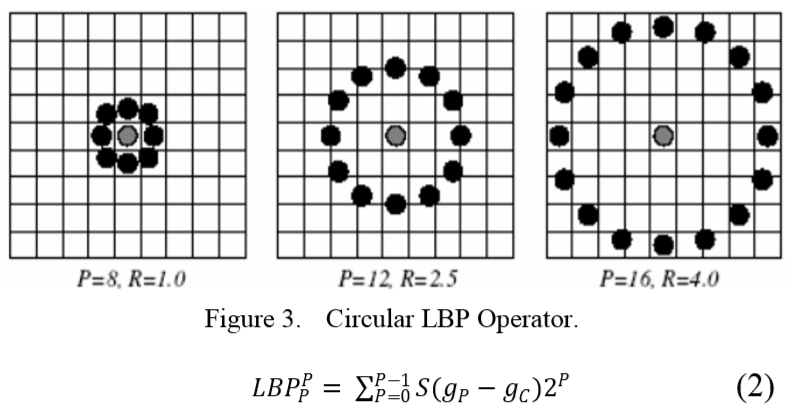 P=8, R=1.0 P=12, R=2.5 P=16, R=4.0
Figure 3. Circular LBP Operator.
LBP_P^P = ∑_{P=0}^{P−1} S(g_P − g_C)2^P (2)